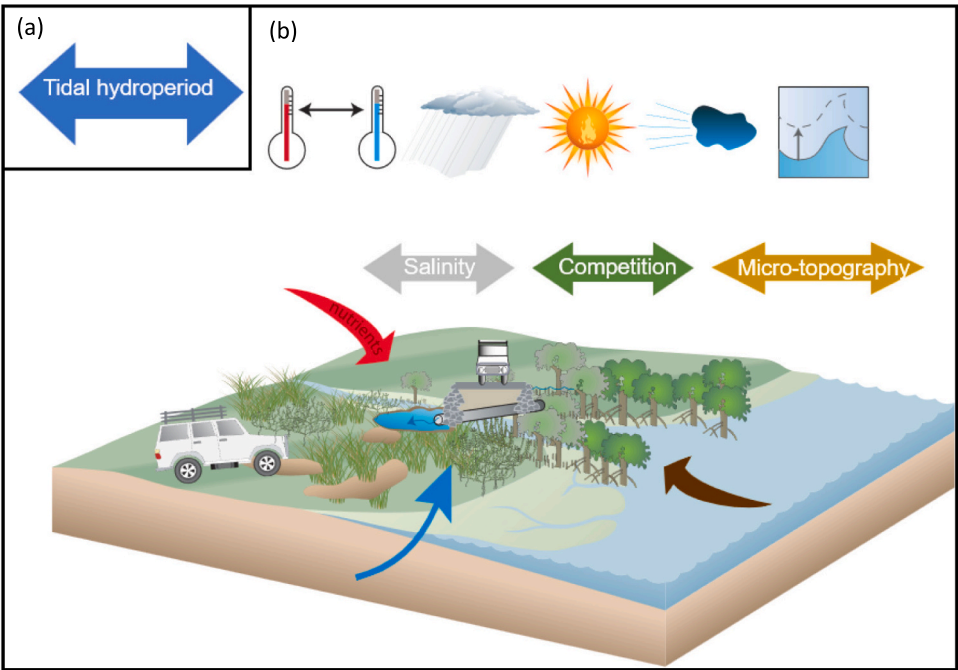 (a)
(b)
Tidal hydroperiod
Salinity
Competition
Micro-topography
nutrients